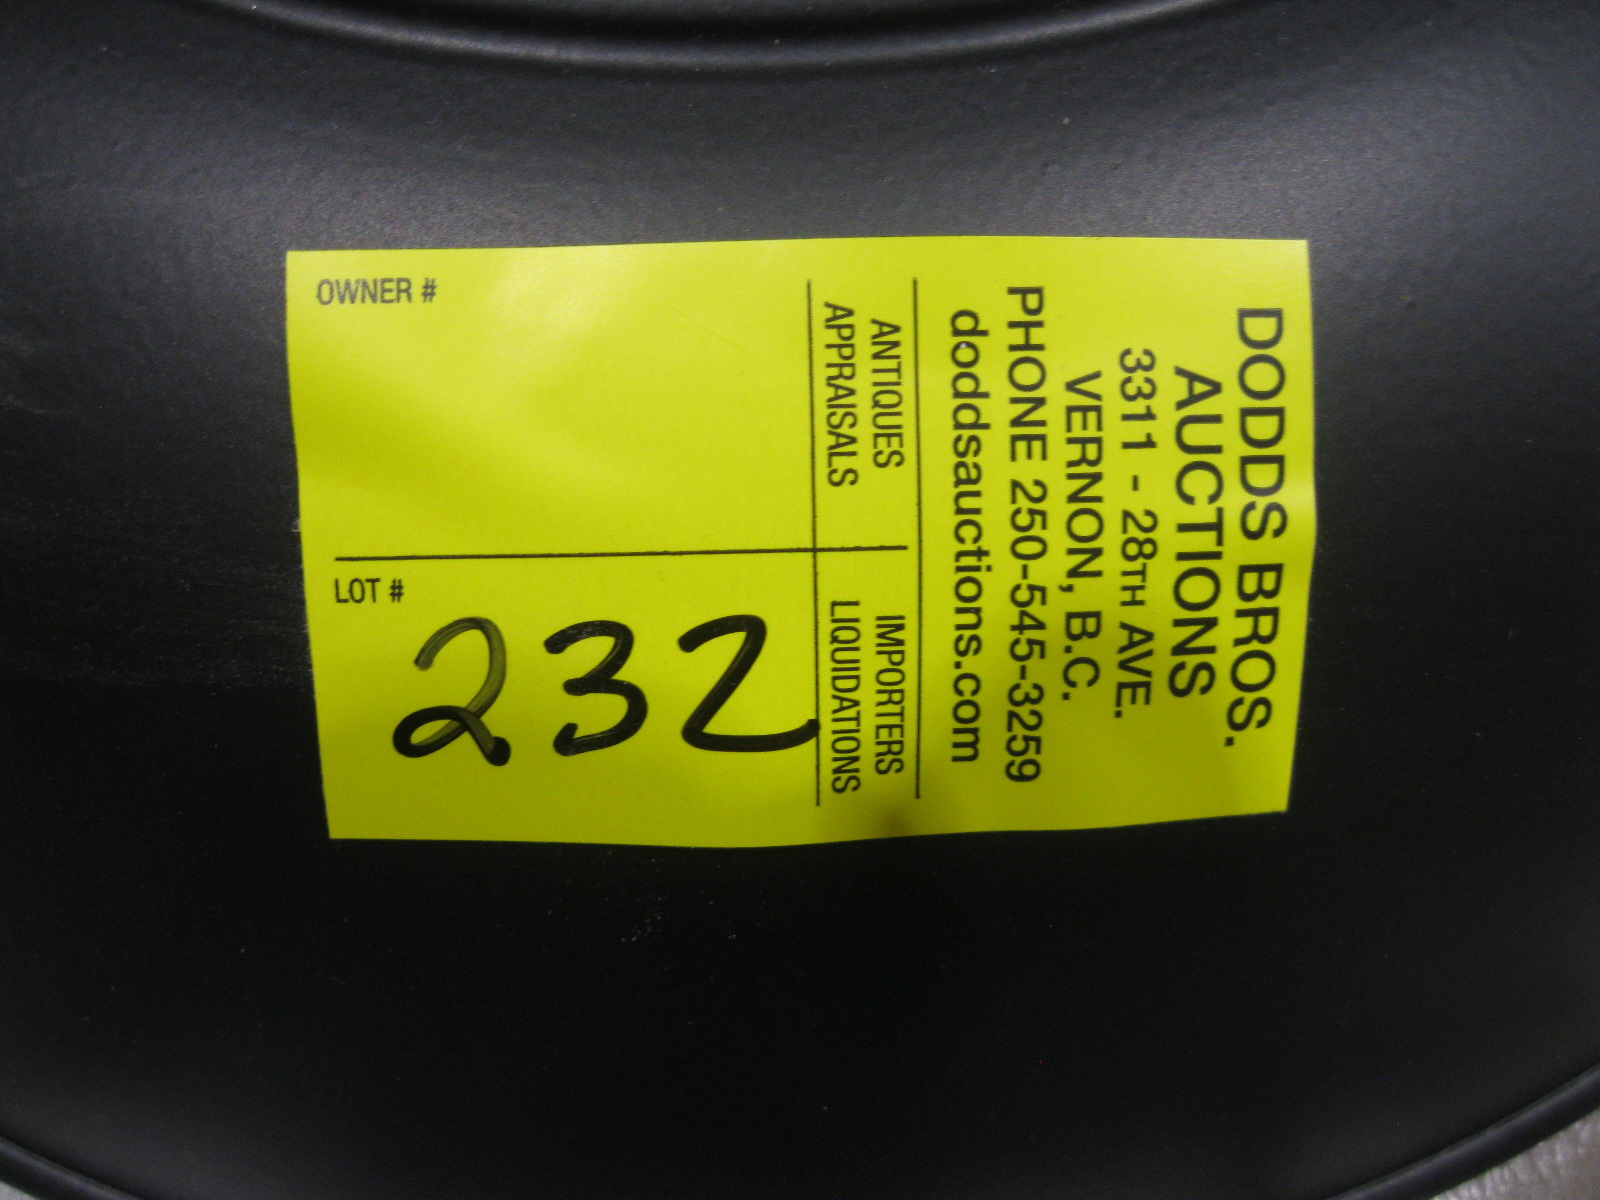 DODDS BROS.
AUCTIONS
3311 - 28TH AVE.
VERNON, B.C.
PHONE 250-545-3259
doddsauctions.com
ANTIQUES
APPRAISALS
IMPORTERS
LIQUIDATIONS
OWNER #
LOT #
232